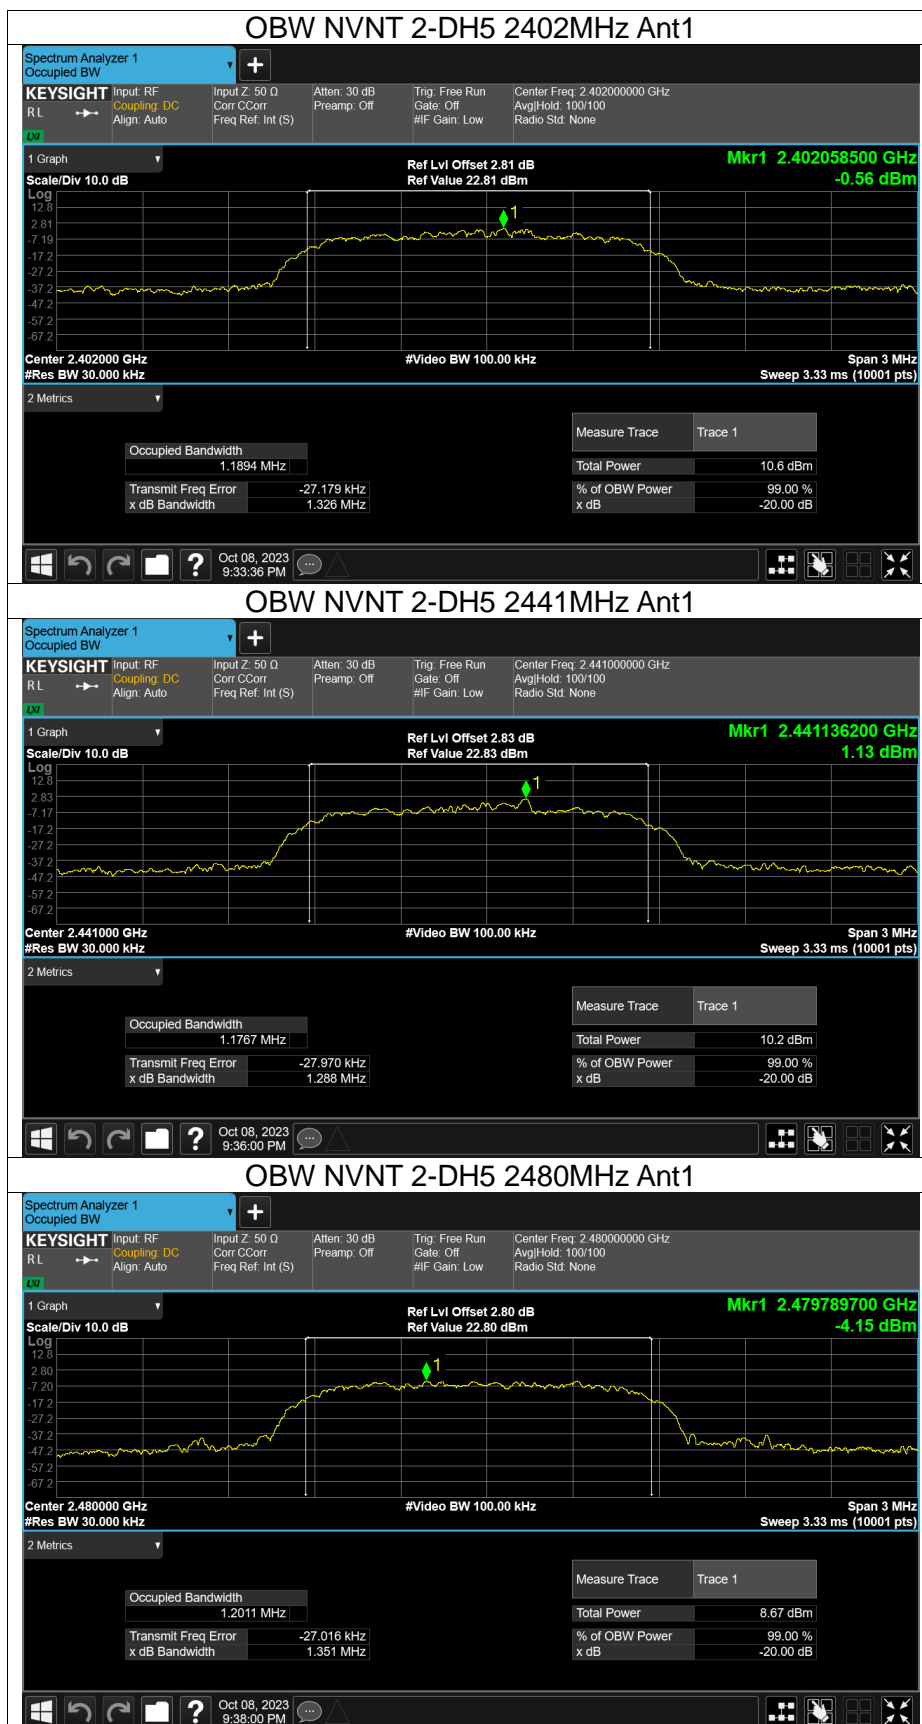 OBW NVNT 2-DH5 2402MHz Ant1
Spectrum Analyzer 1
Occupied BW
+
KEYSIGHT Input: RF Input Z: 50 Ω Atten: 30 dB Trig: Free Run Center Freq: 2.402000000 GHz
R L Coupling: DC Corr CCorr Preamp: Off Gate: Off Avg|Hold: 100/100
Align: Auto Freq Ref: Int (S) #IF Gain: Low Radio Std: None
LXI
1 Graph Ref Lvl Offset 2.81 dB Mkr1 2.402058500 GHz
Scale/Div 10.0 dB Ref Value 22.81 dBm -0.56 dBm
Log
12.8
2.81
-7.19
-17.2
-27.2
-37.2
-47.2
-57.2
-67.2
1
Center 2.402000 GHz #Video BW 100.00 kHz Span 3 MHz
#Res BW 30.000 kHz Sweep 3.33 ms (10001 pts)
2 Metrics
Measure Trace Trace 1
Occupied Bandwidth
1.1894 MHz Total Power 10.6 dBm
Transmit Freq Error -27.179 kHz % of OBW Power 99.00 %
x dB Bandwidth 1.326 MHz x dB -20.00 dB
? Oct 08, 2023
9:33:36 PM
OBW NVNT 2-DH5 2441MHz Ant1
Spectrum Analyzer 1
Occupied BW
+
KEYSIGHT Input: RF Input Z: 50 Ω Atten: 30 dB Trig: Free Run Center Freq: 2.441000000 GHz
R L Coupling: DC Corr CCorr Preamp: Off Gate: Off Avg|Hold: 100/100
Align: Auto Freq Ref: Int (S) #IF Gain: Low Radio Std: None
LXI
1 Graph Ref Lvl Offset 2.83 dB Mkr1 2.441136200 GHz
Scale/Div 10.0 dB Ref Value 22.83 dBm 1.13 dBm
Log
12.8
2.83
-7.17
-17.2
-27.2
-37.2
-47.2
-57.2
-67.2
1
Center 2.441000 GHz #Video BW 100.00 kHz Span 3 MHz
#Res BW 30.000 kHz Sweep 3.33 ms (10001 pts)
2 Metrics
Measure Trace Trace 1
Occupied Bandwidth
1.1767 MHz Total Power 10.2 dBm
Transmit Freq Error -27.970 kHz % of OBW Power 99.00 %
x dB Bandwidth 1.288 MHz x dB -20.00 dB
? Oct 08, 2023
9:36:00 PM
OBW NVNT 2-DH5 2480MHz Ant1
Spectrum Analyzer 1
Occupied BW
+
KEYSIGHT Input: RF Input Z: 50 Ω Atten: 30 dB Trig: Free Run Center Freq: 2.480000000 GHz
R L Coupling: DC Corr CCorr Preamp: Off Gate: Off Avg|Hold: 100/100
Align: Auto Freq Ref: Int (S) #IF Gain: Low Radio Std: None
LXI
1 Graph Ref Lvl Offset 2.80 dB Mkr1 2.479789700 GHz
Scale/Div 10.0 dB Ref Value 22.80 dBm -4.15 dBm
Log
12.8
2.80
-7.20
-17.2
-27.2
-37.2
-47.2
-57.2
-67.2
1
Center 2.480000 GHz #Video BW 100.00 kHz Span 3 MHz
#Res BW 30.000 kHz Sweep 3.33 ms (10001 pts)
2 Metrics
Measure Trace Trace 1
Occupied Bandwidth
1.2011 MHz Total Power 8.67 dBm
Transmit Freq Error -27.016 kHz % of OBW Power 99.00 %
x dB Bandwidth 1.351 MHz x dB -20.00 dB
? Oct 08, 2023
9:38:00 PM